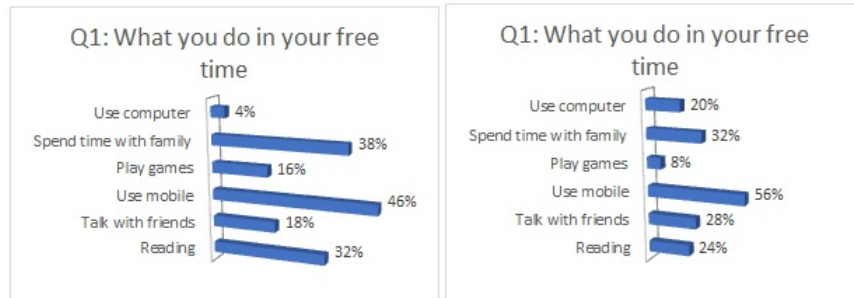 Q1: What you do in your free
time
Use computer 4%
Spend time with family 38%
Play games 16%
Use mobile 46%
Talk with friends 18%
Reading 32%
Q1: What you do in your free
time
Use computer 20%
Spend time with family 32%
Play games 8%
Use mobile 56%
Talk with friends 28%
Reading 24%